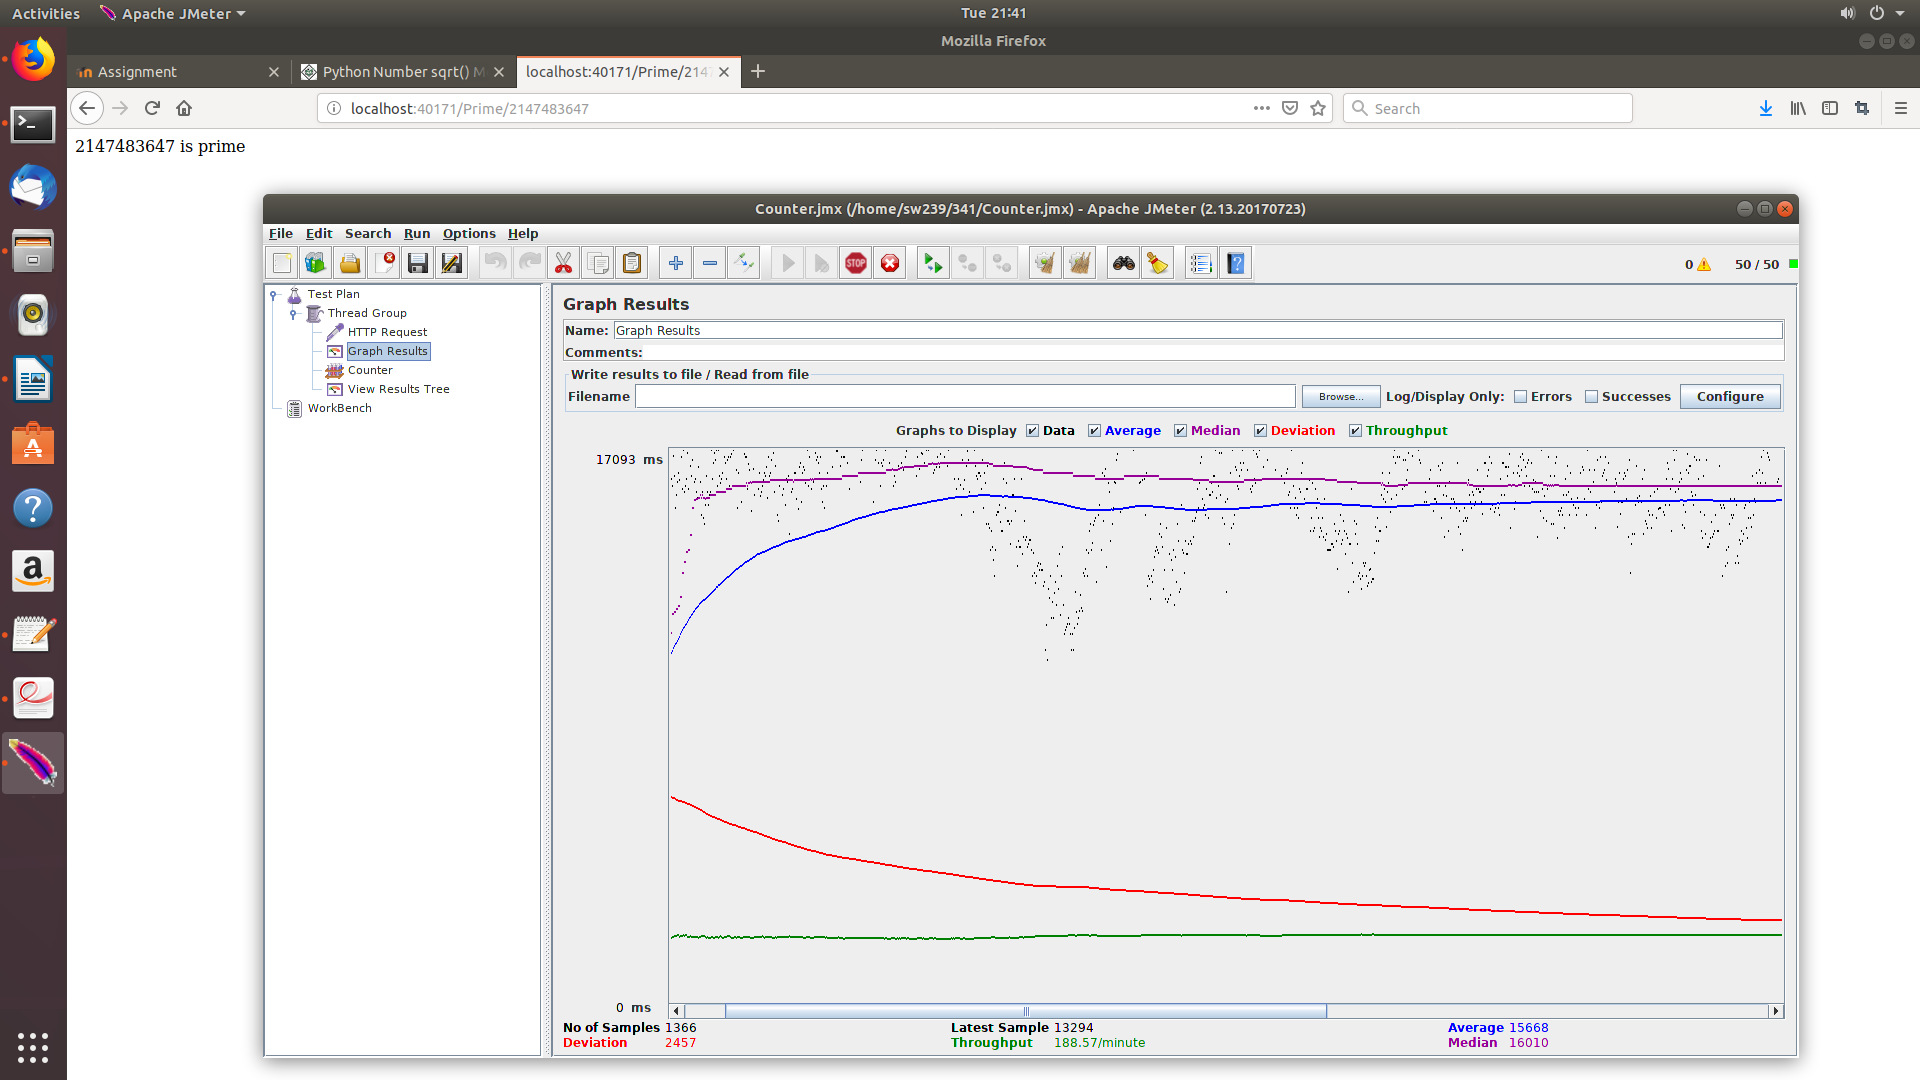 Activities Apache JMeter Tue 21:41
Mozilla Firefox
Assignment Python Number sqrt() M localhost:40171/Prime/2147
localhost:40171/Prime/2147483647 Search
2147483647 is prime
Counter.jmx (/home/sw239/341/Counter.jmx) - Apache JMeter (2.13.20170723)
File Edit Search Run Options Help
STOP 0 50 / 50
Test Plan
Thread Group
HTTP Request
Graph Results
Counter
View Results Tree
WorkBench
Graph Results
Name: Graph Results
Comments:
Write results to file / Read from file
Filename Browse... Log/Display Only: Errors Successes Configure
Graphs to Display Data Average Median Deviation Throughput
17093 ms
0 ms
No of Samples 1366 Latest Sample 13294 Average 15668
Deviation 2457 Throughput 188.57/minute Median 16010